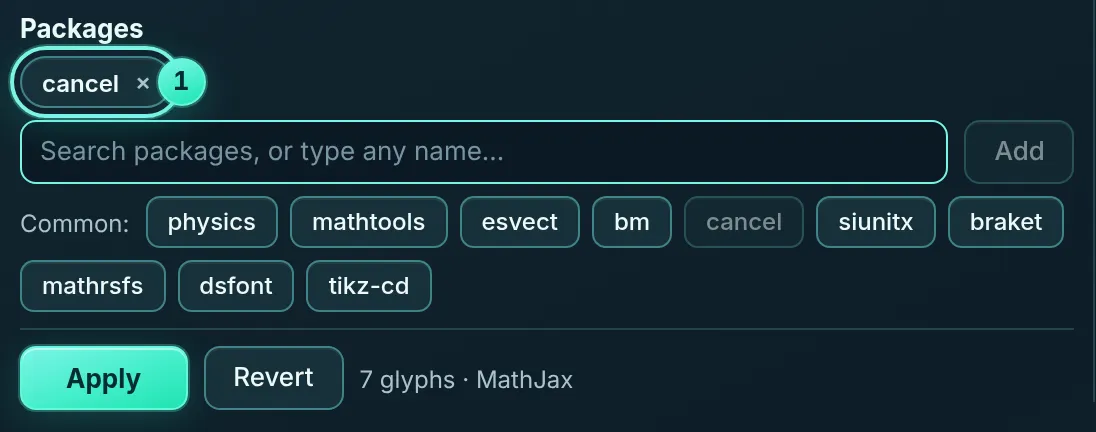 Packages
cancel × 1
Search packages, or type any name... Add
Common: physics mathtools esvect bm cancel siunitx braket
mathrsfs dsfont tikz-cd
Apply Revert 7 glyphs · MathJax